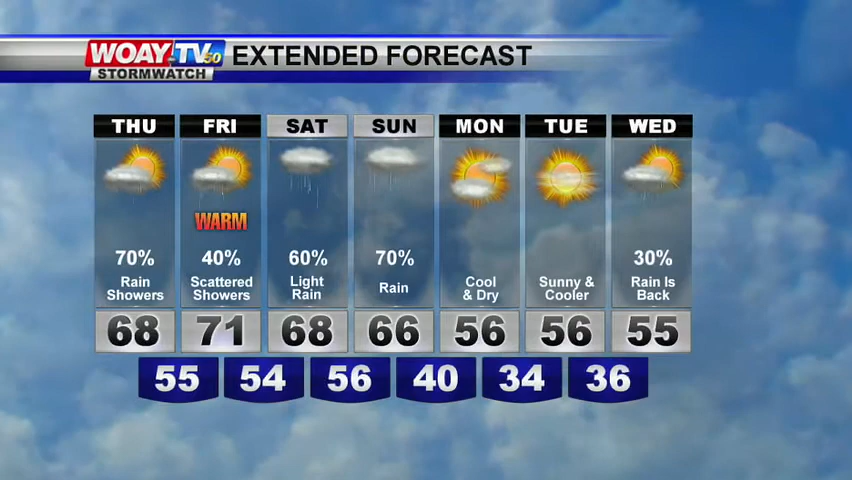 WOAY-TV 50 EXTENDED FORECAST
STORMWATCH
THU FRI SAT SUN MON TUE WED
WARM
70% 40% 60% 70% 30%
Rain Scattered Light Rain Cool Sunny & Rain Is
Showers Showers Rain & Dry Cooler Back
68 71 68 66 56 56 55
55 54 56 40 34 36